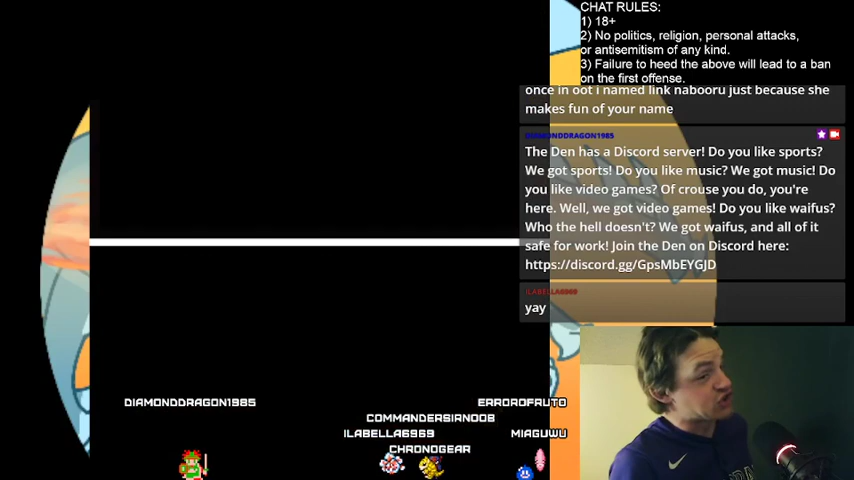 CHAT RULES:
1) 18+
2) No politics, religion, personal attacks,
or antisemitism of any kind.
3) Failure to heed the above will lead to a ban
on the first offense.
once in oot i named link nabooru just because she
makes fun of your name
DIAMONDDRAGON1985
The Den has a Discord server! Do you like sports?
We got sports! Do you like music? We got music! Do
you like video games? Of crouse you do, you're
here. Well, we got video games! Do you like waifus?
Who the hell doesn't? We got waifus, and all of it
safe for work! Join the Den on Discord here:
https://discord.gg/GpsMbEYGJD
ILABELLA6969
yay
DIAMONDDRAGON1985
ERROROFRUTO
COMMANDERSIRNOOB
ILABELLA6969
MIAGUWU
CHRONOGEAR